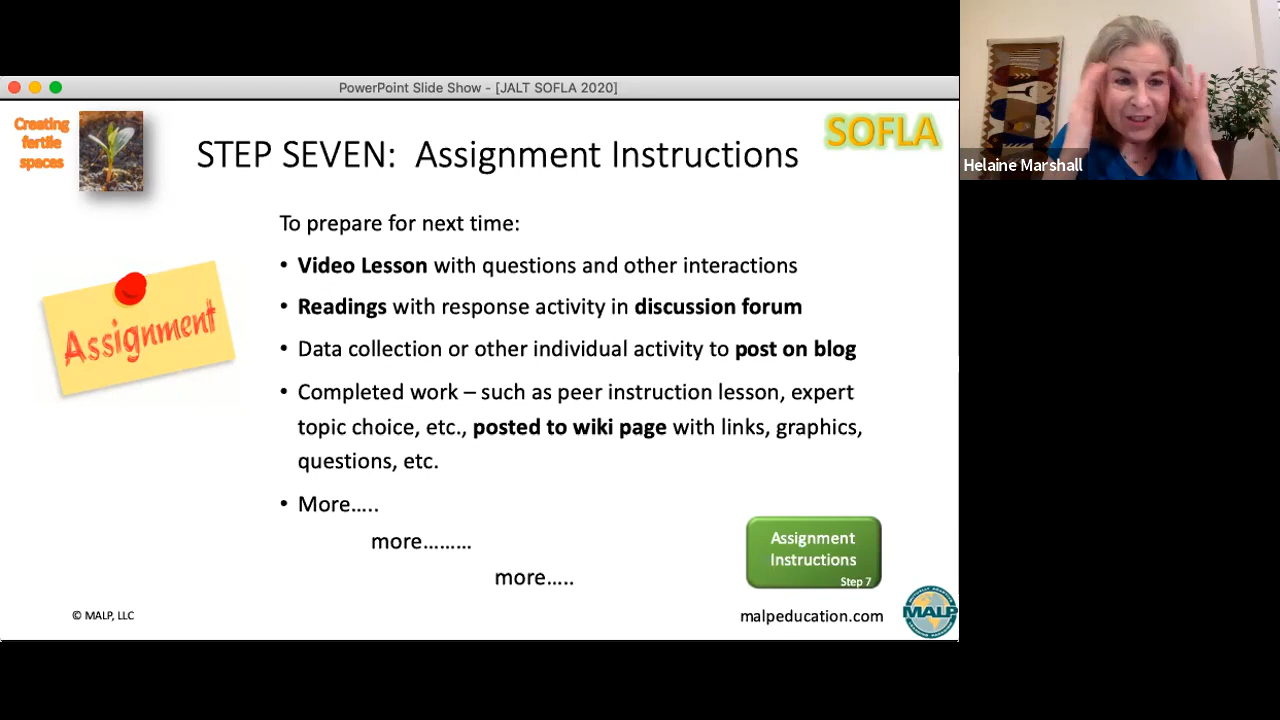 PowerPoint Slide Show - [JALT SOFLA 2020]
Creating
fertile
spaces
STEP SEVEN: Assignment Instructions
SOFLA
Helaine Marshall
To prepare for next time:
• Video Lesson with questions and other interactions
• Readings with response activity in discussion forum
• Data collection or other individual activity to post on blog
• Completed work – such as peer instruction lesson, expert
topic choice, etc., posted to wiki page with links, graphics,
questions, etc.
• More…..
more………
more…..
Assignment
Assignment
Instructions
Step 7
© MALP, LLC
malpeducation.com
MALP